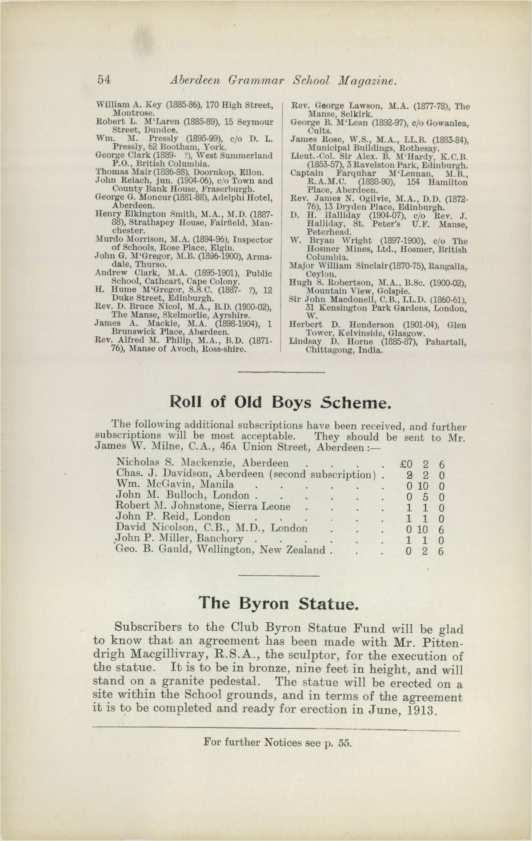 54 Aberdeen Grammar School Magazine.
William A. Key (1885-86), 170 High Street,
Montrose.
Robert L. M'Laren (1885-89), 15 Seymour
Street, Dundee.
Wm. M. Pressly (1895-99), c/o D. L.
Pressly, 62 Bootham, York.
George Clark (1889- ?), West Summerland
P.O., British Columbia.
Thomas Mair (1886-88), Doornkop, Ellon.
John Reiach, jun. (1904-06), c/o Town and
County Bank House, Fraserburgh.
George G. Moncur (1881-88), Adelphi Hotel,
Aberdeen.
Henry Elkington Smith, M.A., M.D. (1887-
88), Strathspey House, Fairfield, Man-
chester.
Murdo Morrison, M.A. (1894-96), Inspector
of Schools, Rose Place, Elgin.
John G. M'Gregor, M.B. (1896-1900), Arma-
dale, Thurso.
Andrew Clark, M.A. (1895-1901), Public
School, Cathcart, Cape Colony.
H. Hume M'Gregor, S.S.C. (1887- ?), 12
Duke Street, Edinburgh.
Rev. D. Bruce Nicol, M.A., B.D. (1900-02),
The Manse, Skelmorlie, Ayrshire.
James A. Mackie, M.A. (1898-1904), 1
Brunswick Place, Aberdeen.
Rev. Alfred M. Philip, M.A., B.D. (1871-
76), Manse of Avoch, Ross-shire.
Rev. George Lawson, M.A. (1877-78), The
Manse, Selkirk.
George B. M'Lean (1892-97), c/o Gowanlea,
Cults.
James Rose, W.S., M.A., LL.B. (1883-84),
Municipal Buildings, Rothesay.
Lieut.-Col. Sir Alex. B. M'Hardy, K.C.B.
(1853-57), 3 Ravelston Park, Edinburgh.
Captain Farquhar M'Lennan, M.B.,
R.A.M.C. (1888-90), 154 Hamilton
Place, Aberdeen.
Rev. James N. Ogilvie, M.A., D.D. (1872-
76), 13 Dryden Place, Edinburgh.
D. H. Halliday (1904-07), c/o Rev. J.
Halliday, St. Peter's U.F. Manse,
Peterhead.
W. Bryan Wright (1897-1900), c/o The
Hosmer Mines, Ltd., Hosmer, British
Columbia.
Major William Sinclair (1870-75), Rangalla,
Ceylon.
Hugh S. Robertson, M.A., B.Sc. (1900-02),
Mountain View, Golspie.
Sir John Macdonell, C.B., LL.D. (1860-61),
31 Kensington Park Gardens, London,
W.
Herbert D. Henderson (1901-04), Glen
Tower, Kelvinside, Glasgow.
Lindsay D. Horne (1885-87), Pahartali,
Chittagong, India.
Roll of Old Boys Scheme.
The following additional subscriptions have been received, and further
subscriptions will be most acceptable. They should be sent to Mr.
James W. Milne, C.A., 46A Union Street, Aberdeen:—
Nicholas S. Mackenzie, Aberdeen . . . . £0 2 6
Chas. J. Davidson, Aberdeen (second subscription) . 2 2 0
Wm. McGavin, Manila . . . . . . 0 10 0
John M. Bulloch, London . . . . . . 0 5 0
Robert M. Johnstone, Sierra Leone . . . . 1 1 0
John P. Reid, London . . . . . . 1 1 0
David Nicolson, C.B., M.D., London . . . 0 10 6
John P. Miller, Banchory . . . . . . 1 1 0
Geo. B. Gauld, Wellington, New Zealand . . . 0 2 6
The Byron Statue.
Subscribers to the Club Byron Statue Fund will be glad
to know that an agreement has been made with Mr. Pitten-
drigh Macgillivray, R.S.A., the sculptor, for the execution of
the statue. It is to be in bronze, nine feet in height, and will
stand on a granite pedestal. The statue will be erected on a
site within the School grounds, and in terms of the agreement
it is to be completed and ready for erection in June, 1913.
For further Notices see p. 55.